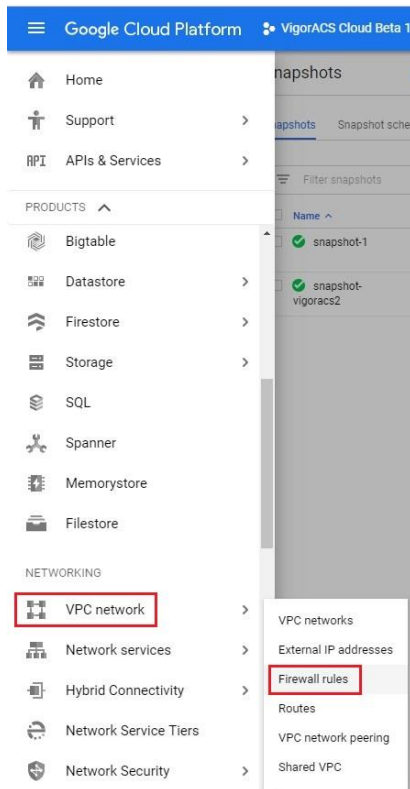 Google Cloud Platform
VigorACS Cloud Beta 1
Home
Support
API APIs & Services
PRODUCTS
Bigtable
Datastore
Firestore
Storage
SQL
Spanner
Memorystore
Filestore
NETWORKING
VPC network
Network services
Hybrid Connectivity
Network Service Tiers
Network Security
napshots
apshots Snapshot sche
Filter snapshots
Name
snapshot-1
snapshot-
vigoracs2
VPC networks
External IP addresses
Firewall rules
Routes
VPC network peering
Shared VPC